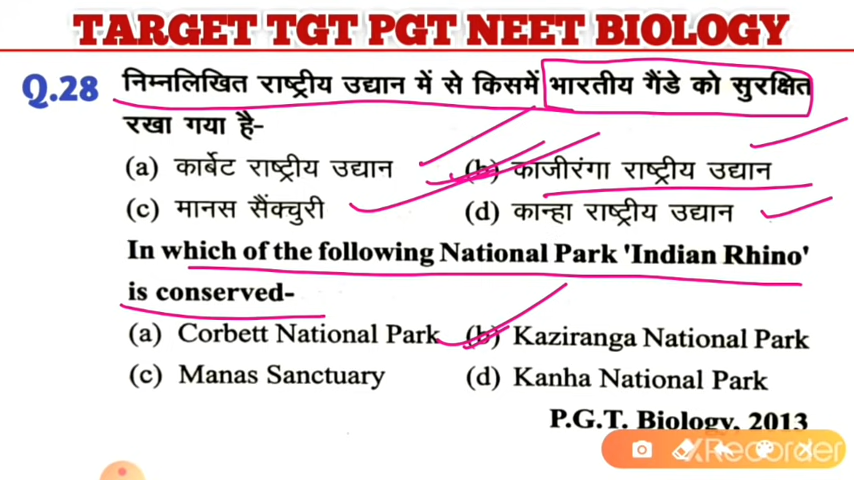 TARGET TGT PGT NEET BIOLOGY
Q.28 निम्नलिखित राष्ट्रीय उद्यान में से किसमें भारतीय गैंडे को सुरक्षित
रखा गया है-
(a) कार्बेट राष्ट्रीय उद्यान (b) काजीरंगा राष्ट्रीय उद्यान
(c) मानस सैंक्चुरी (d) कान्हा राष्ट्रीय उद्यान
In which of the following National Park 'Indian Rhino'
is conserved-
(a) Corbett National Park (b) Kaziranga National Park
(c) Manas Sanctuary (d) Kanha National Park
P.G.T. Biology, 2013
XRecorder